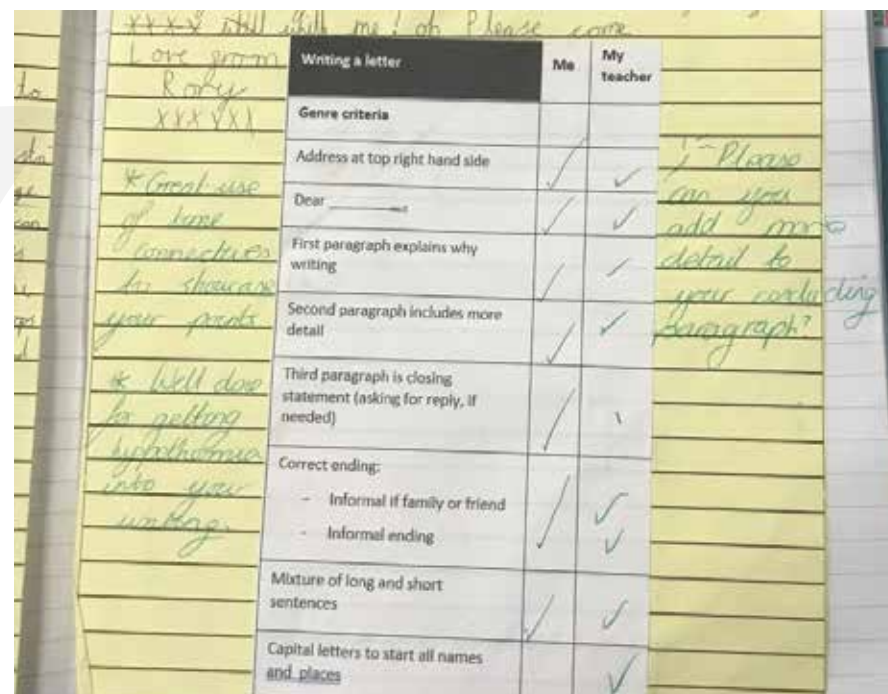 me! oh Please come
Love from
Rory
XXXXXX
* Great use
of time
connectives
to showcase
your points
* Well done
for getting
hypothermia
into your
writing.
Writing a letter
Me
My
teacher
Genre criteria
Address at top right hand side
Dear
First paragraph explains why
writing
Second paragraph includes more
detail
Third paragraph is closing
statement (asking for reply, if
needed)
Correct ending:
- Informal if family or friend
- Informal ending
Mixture of long and short
sentences
Capital letters to start all names
and places
Please
can you
add more
detail to
your concluding
paragraph?
to